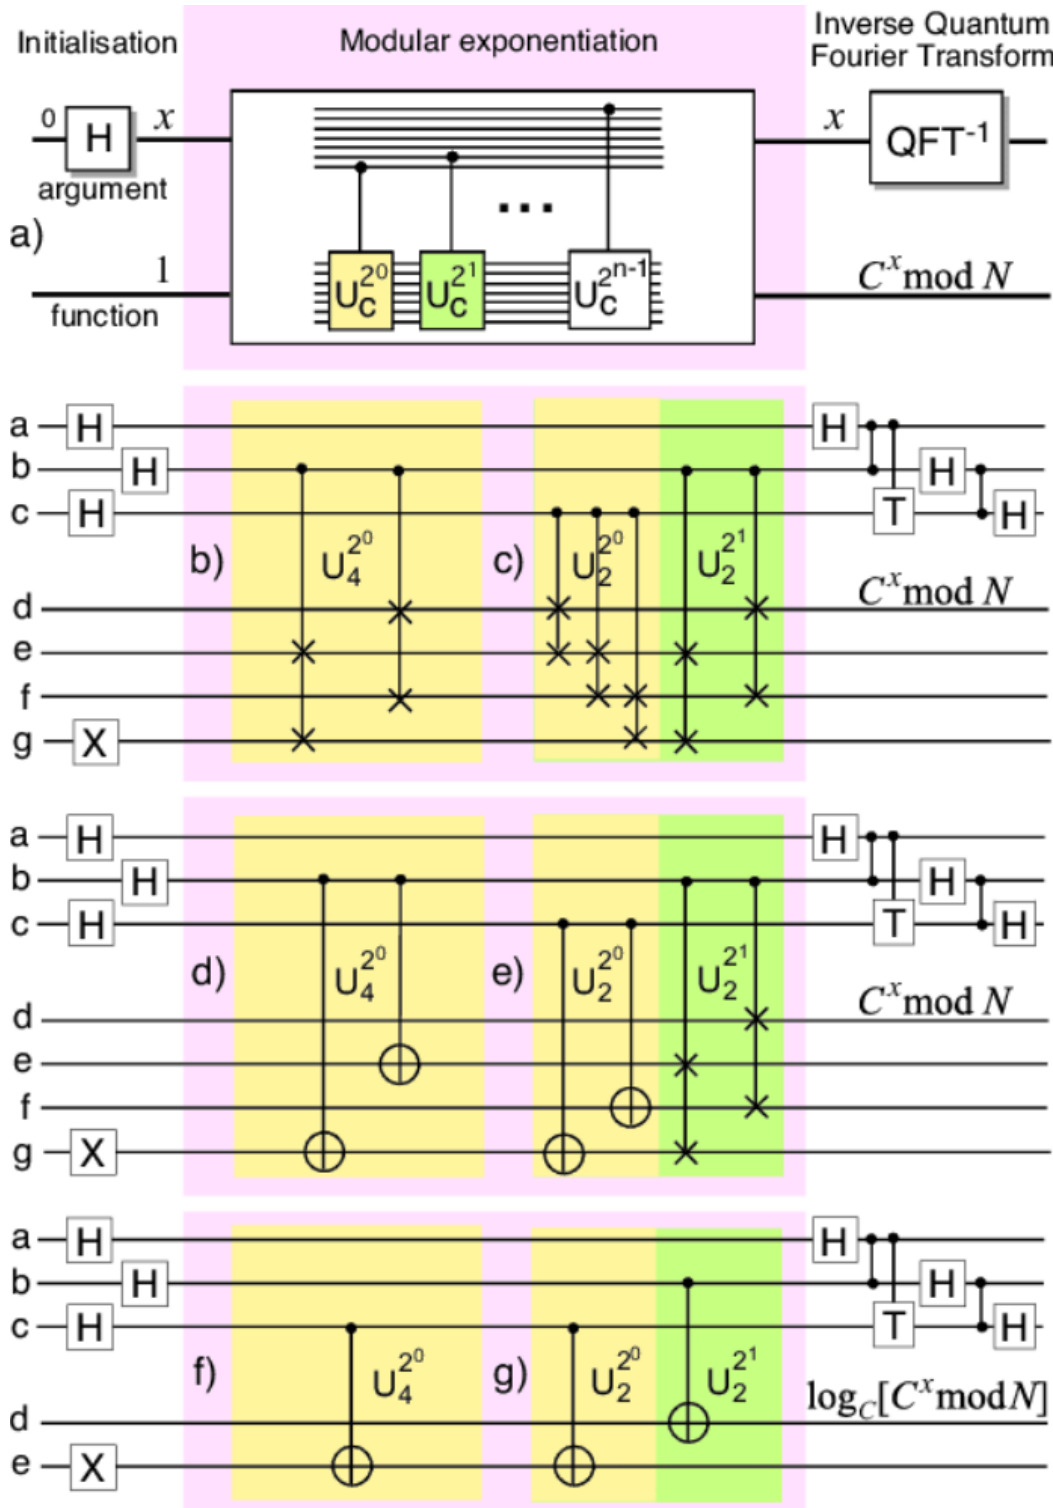 Initialisation
Modular exponentiation
Inverse Quantum
Fourier Transform
0 H x
x QFT⁻¹
argument
a)
...
1
function
U_C^{2^0} U_C^{2^1} U_C^{2^{n-1}}
C^x mod N
a H H
b H H
c H T H
b) U_4^{2^0} c) U_2^{2^0} U_2^{2^1}
C^x mod N
d
e
f
g X
a H H
b H H
c H T H
d) U_4^{2^0} e) U_2^{2^0} U_2^{2^1}
C^x mod N
d
e
f
g X
a H H
b H H
c H T H
f) U_4^{2^0} g) U_2^{2^0} U_2^{2^1}
log_C[C^x mod N]
d
e X